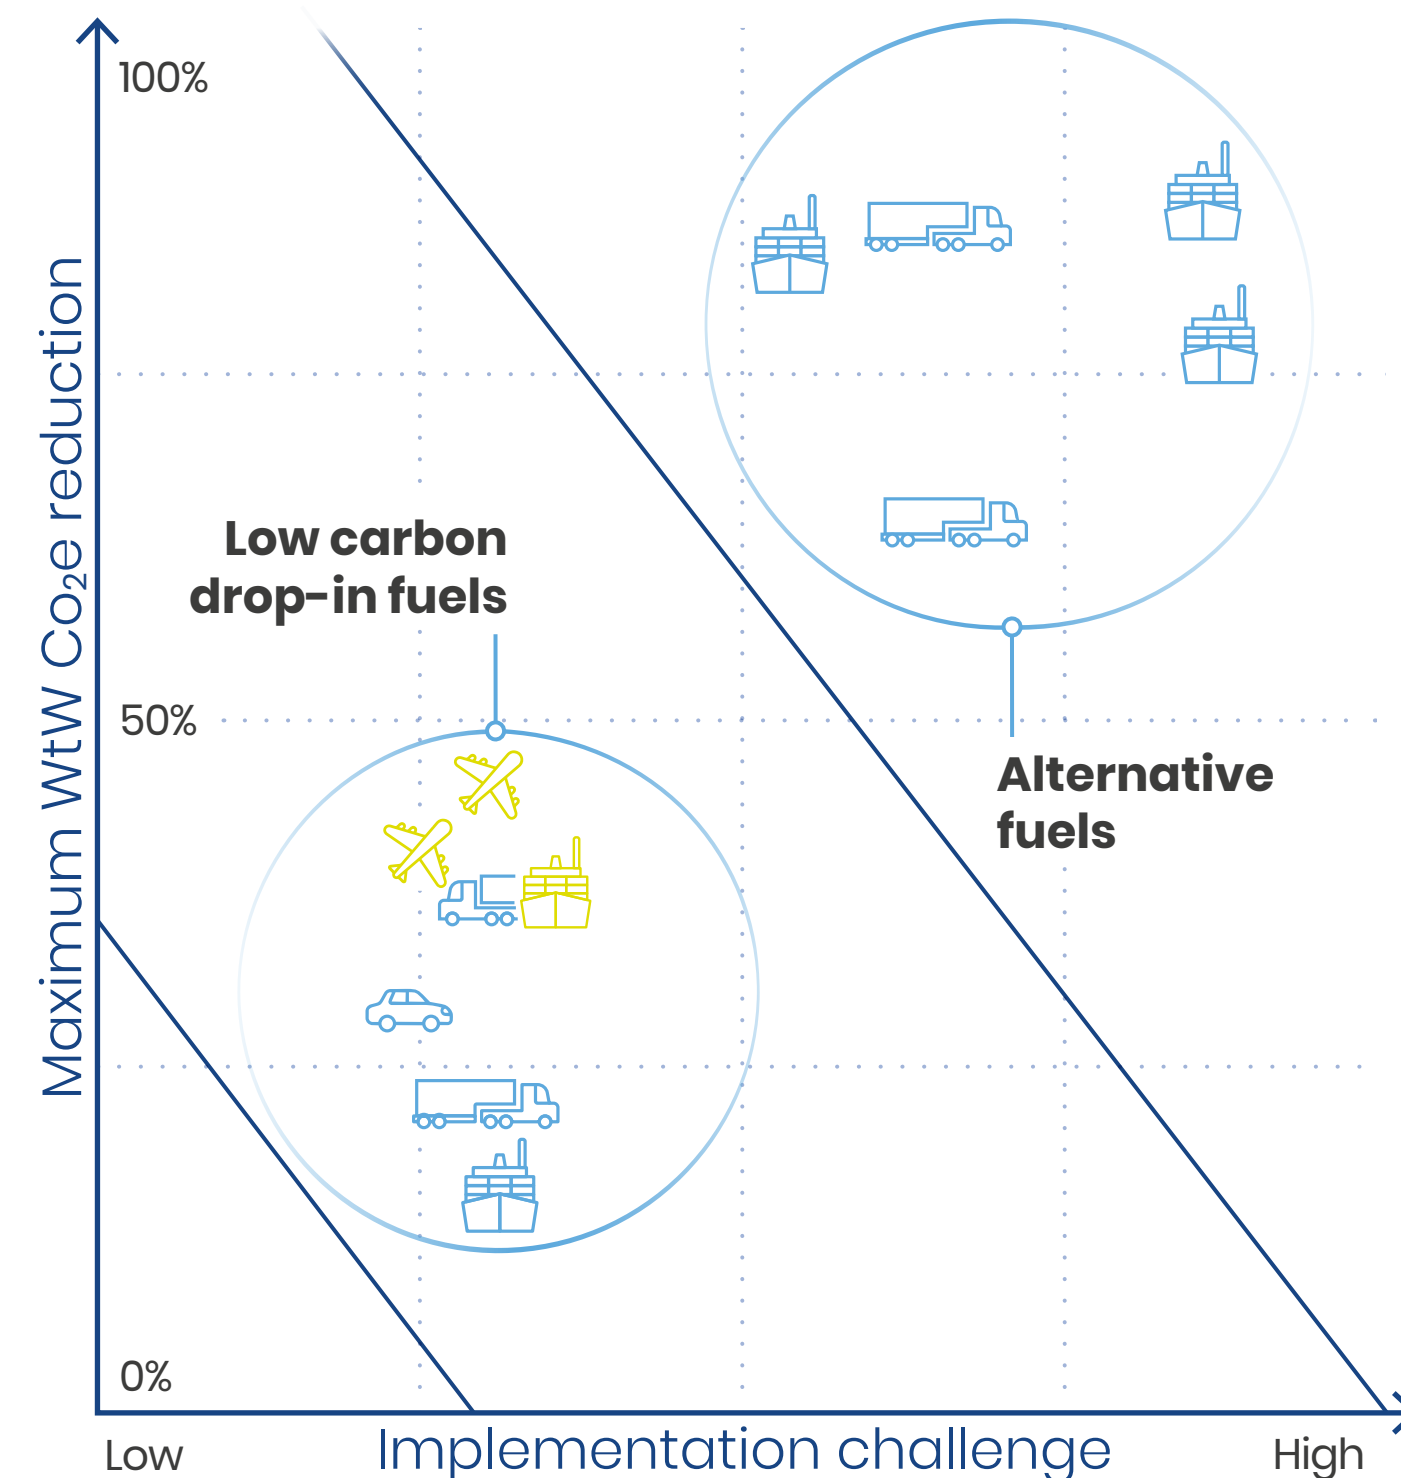 100%
Maximum WtW Co₂e reduction
Low carbon
drop-in fuels
50%
Alternative
fuels
0%
Low
Implementation challenge
High